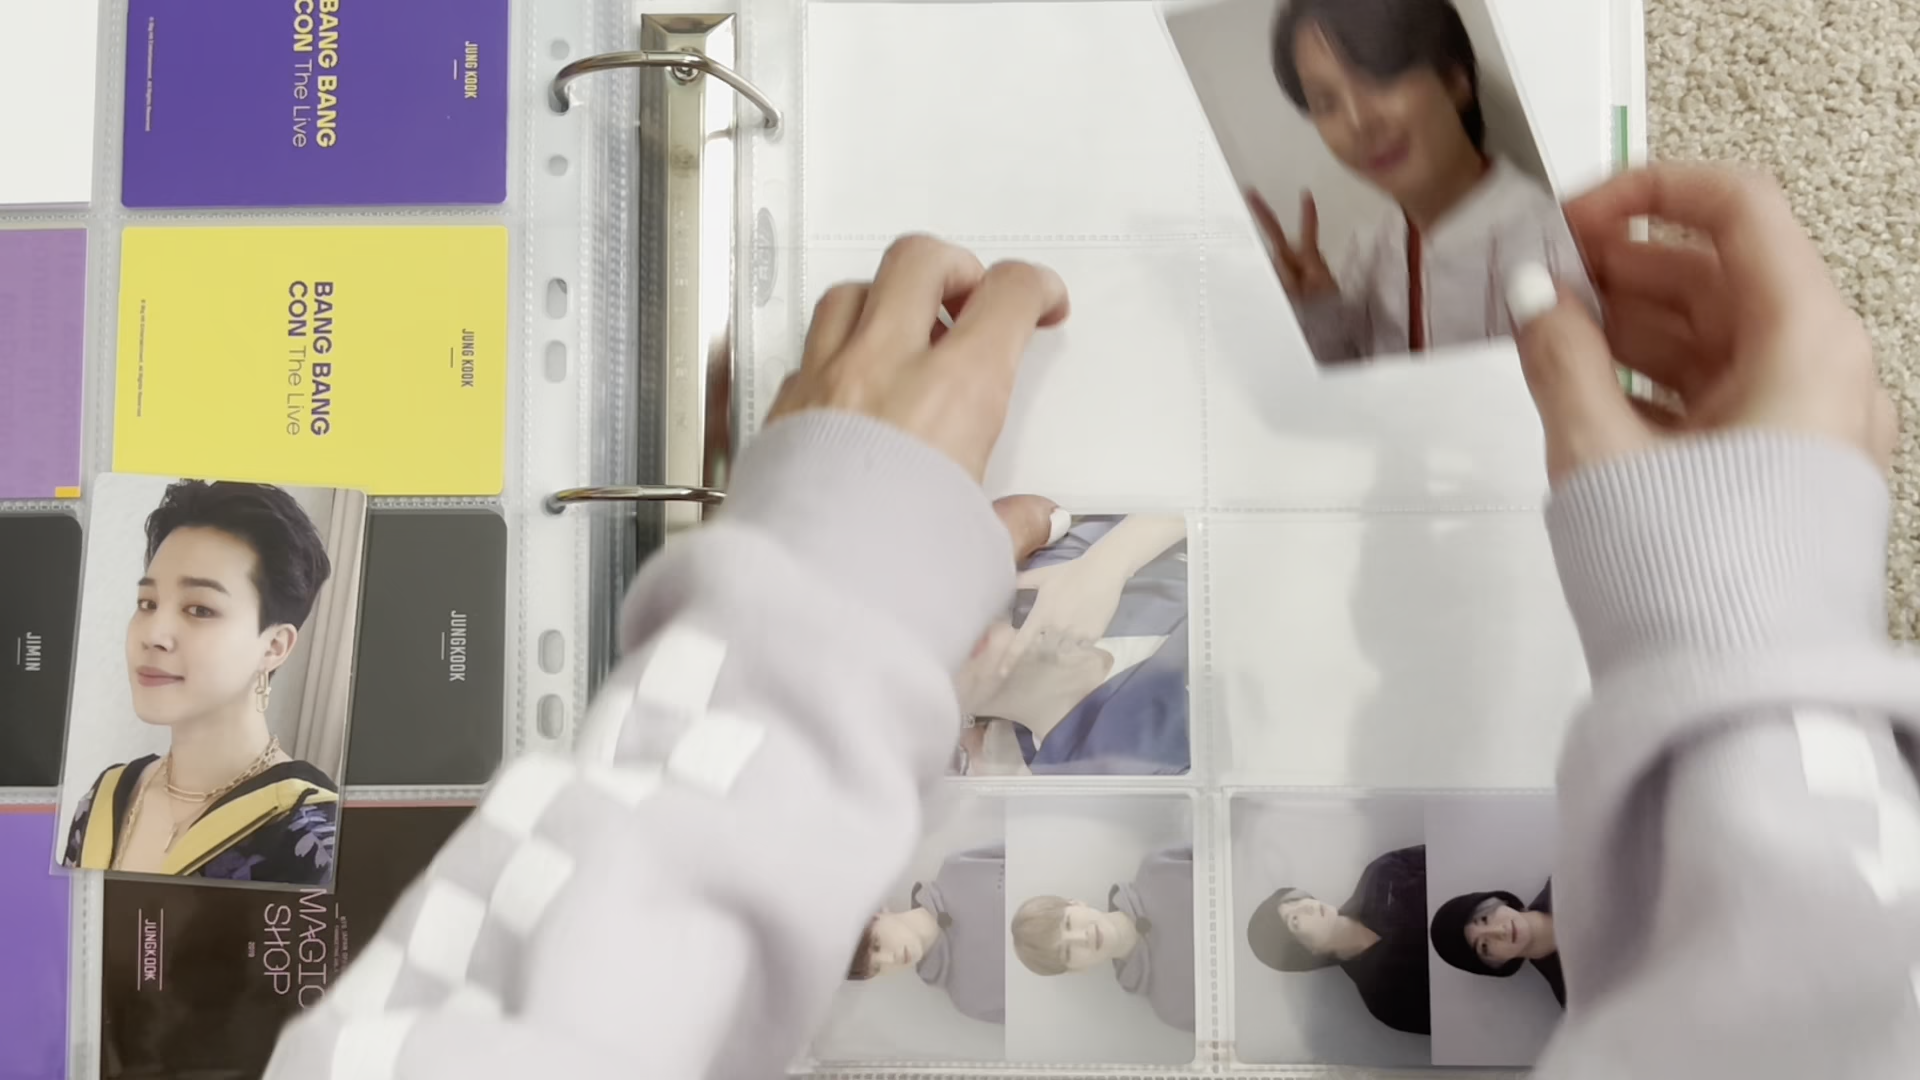 BANG BANG
CON The Live
JUNG KOOK
BANG BANG
CON The Live
JUNG KOOK
JIMIN
JUNGKOOK
MAGIC
SHOP
2019
JUNGKOOK